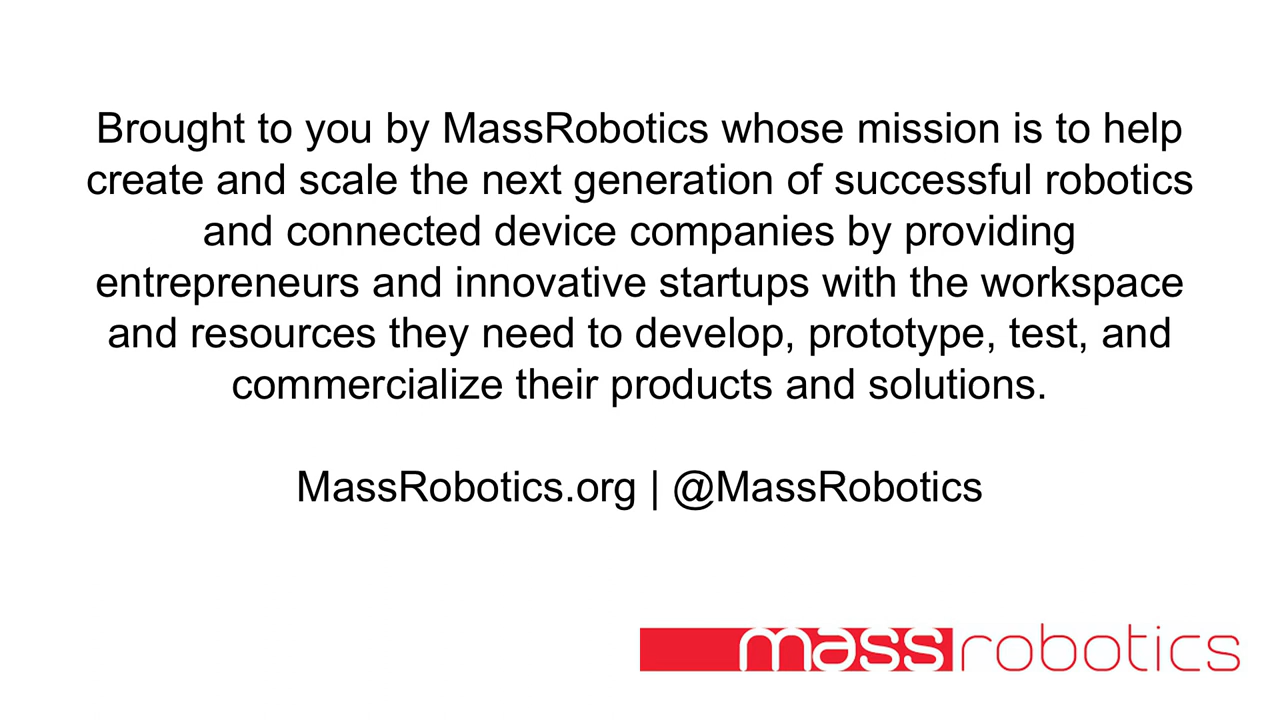 Brought to you by MassRobotics whose mission is to help
create and scale the next generation of successful robotics
and connected device companies by providing
entrepreneurs and innovative startups with the workspace
and resources they need to develop, prototype, test, and
commercialize their products and solutions.
MassRobotics.org | @MassRobotics
massrobotics